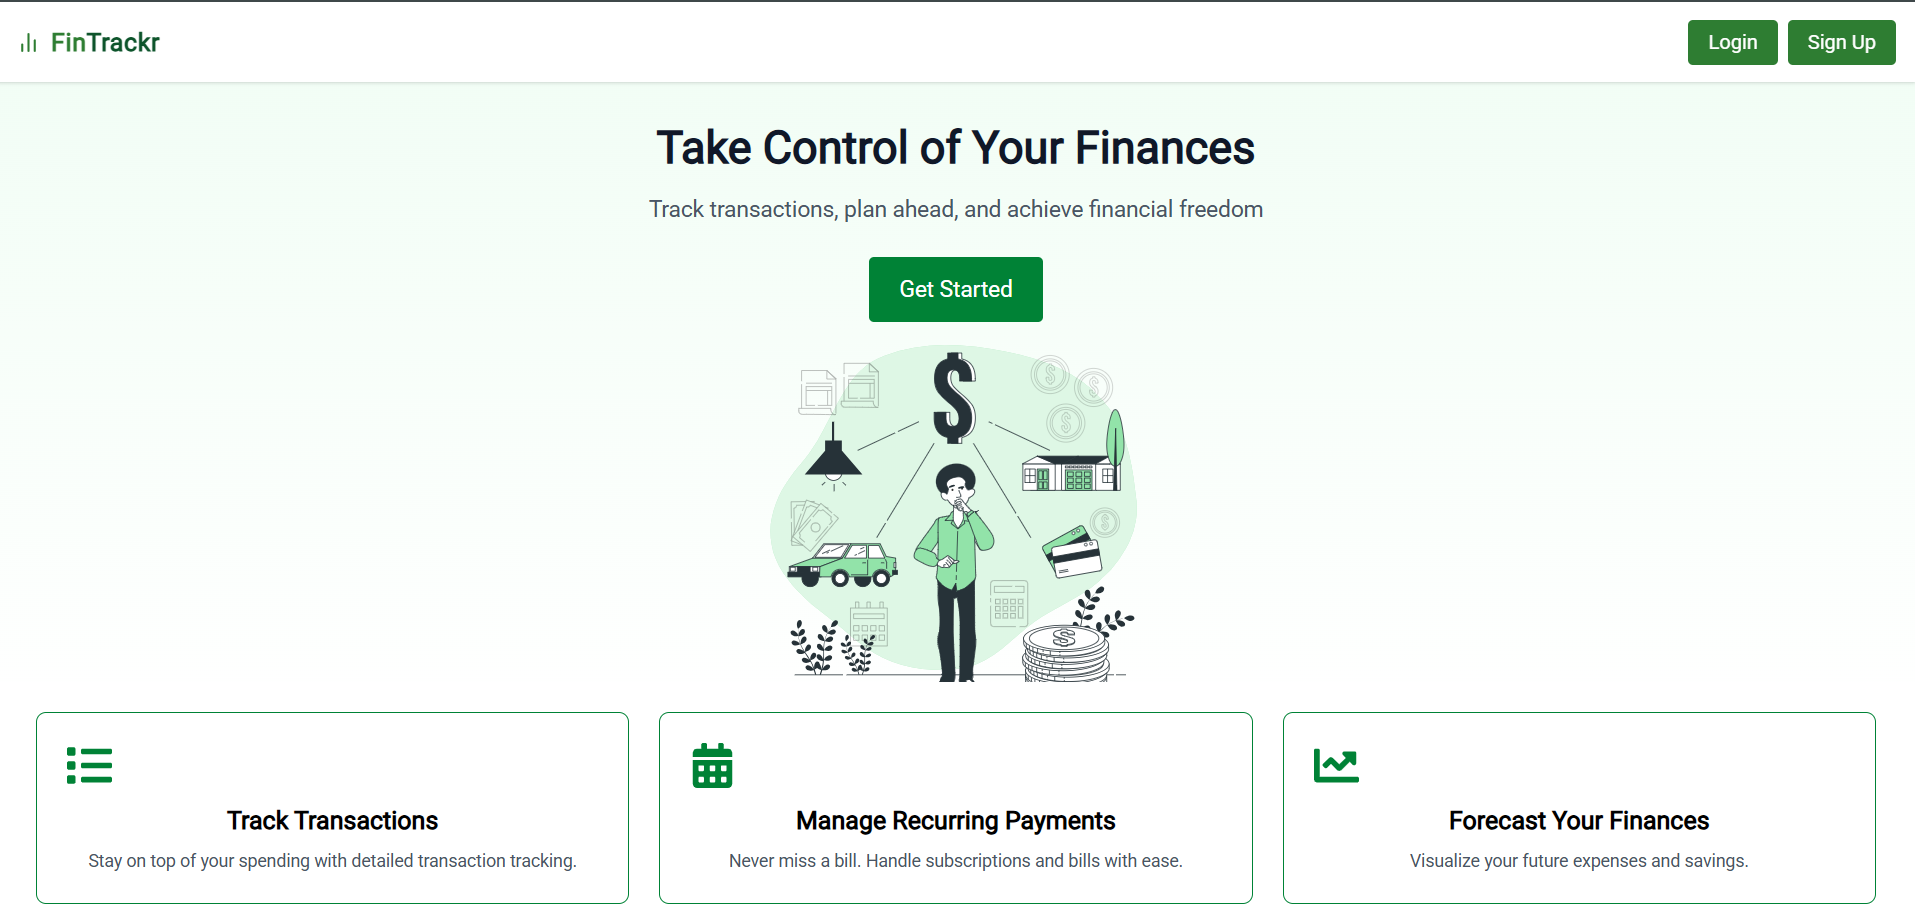 FinTrackr
Login
Sign Up
Take Control of Your Finances
Track transactions, plan ahead, and achieve financial freedom
Get Started
$
$
$
$
$
$
Track Transactions
Stay on top of your spending with detailed transaction tracking.
Manage Recurring Payments
Never miss a bill. Handle subscriptions and bills with ease.
Forecast Your Finances
Visualize your future expenses and savings.